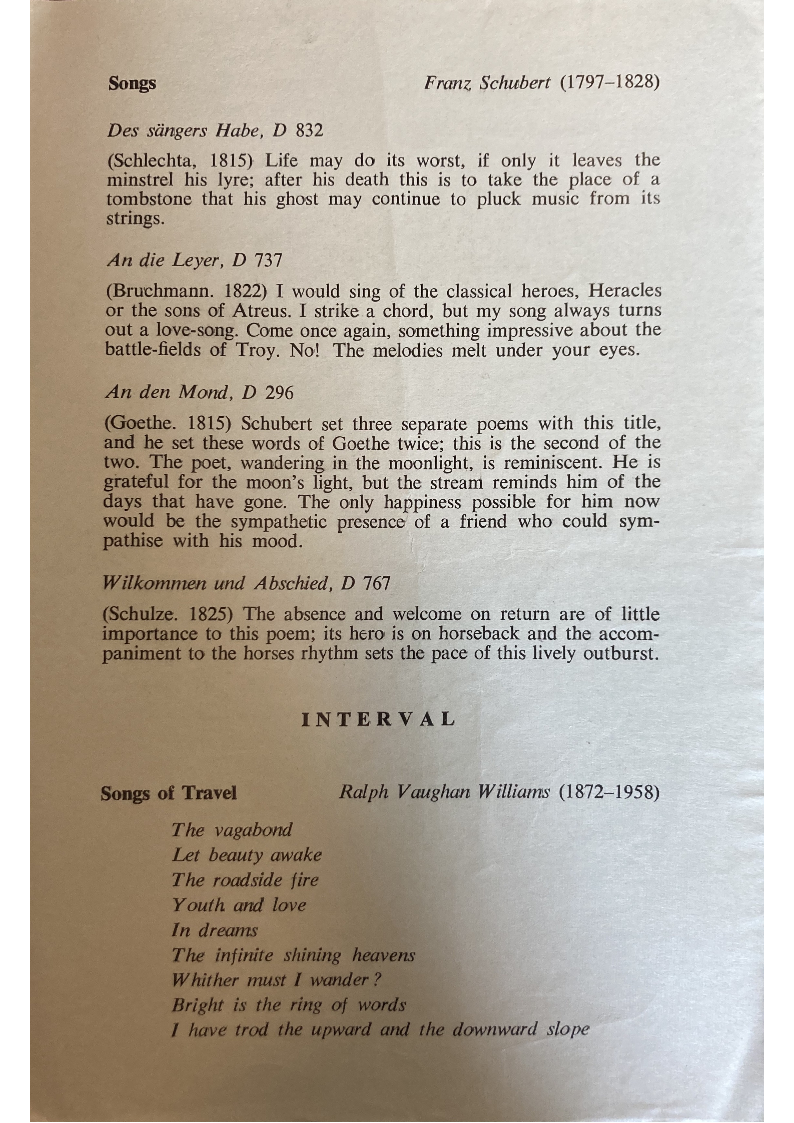 Songs Franz Schubert (1797–1828)
Des sängers Habe, D 832
(Schlechta, 1815) Life may do its worst, if only it leaves the
minstrel his lyre; after his death this is to take the place of a
tombstone that his ghost may continue to pluck music from its
strings.
An die Leyer, D 737
(Bruchmann. 1822) I would sing of the classical heroes, Heracles
or the sons of Atreus. I strike a chord, but my song always turns
out a love-song. Come once again, something impressive about the
battle-fields of Troy. No! The melodies melt under your eyes.
An den Mond, D 296
(Goethe. 1815) Schubert set three separate poems with this title,
and he set these words of Goethe twice; this is the second of the
two. The poet, wandering in the moonlight, is reminiscent. He is
grateful for the moon's light, but the stream reminds him of the
days that have gone. The only happiness possible for him now
would be the sympathetic presence of a friend who could sym-
pathise with his mood.
Wilkommen und Abschied, D 767
(Schulze. 1825) The absence and welcome on return are of little
importance to this poem; its hero is on horseback and the accom-
paniment to the horses rhythm sets the pace of this lively outburst.
INTERVAL
Songs of Travel Ralph Vaughan Williams (1872–1958)
The vagabond
Let beauty awake
The roadside fire
Youth and love
In dreams
The infinite shining heavens
Whither must I wander?
Bright is the ring of words
I have trod the upward and the downward slope